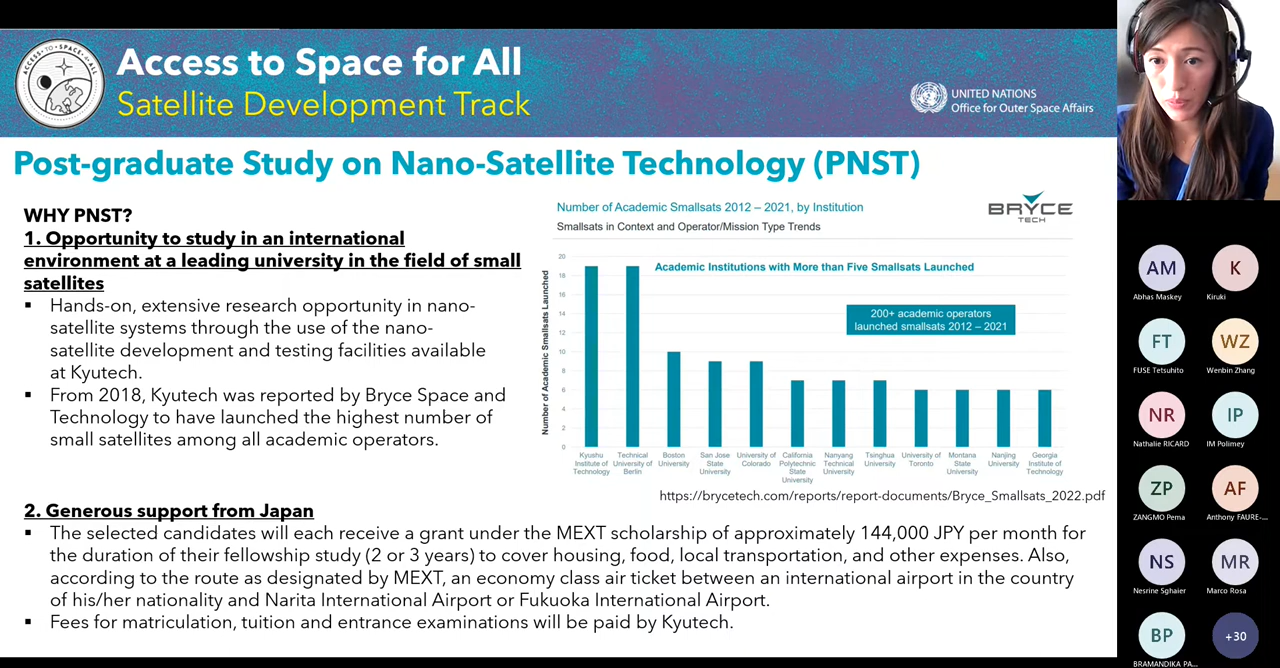 ACCESS • TO • SPACE • for • ALL
Access to Space for All
Satellite Development Track
UNITED NATIONS
Office for Outer Space Affairs
Post-graduate Study on Nano-Satellite Technology (PNST)
WHY PNST?
1. Opportunity to study in an international
environment at a leading university in the field of small
satellites
▪ Hands-on, extensive research opportunity in nano-
satellite systems through the use of the nano-
satellite development and testing facilities available
at Kyutech.
▪ From 2018, Kyutech was reported by Bryce Space and
Technology to have launched the highest number of
small satellites among all academic operators.
Number of Academic Smallsats 2012 – 2021, by Institution
Smallsats in Context and Operator/Mission Type Trends
BRYCE
TECH
Academic Institutions with More than Five Smallsats Launched
200+ academic operators
launched smallsats 2012 – 2021
Number of Academic Smallsats Launched
20
18
16
14
12
10
8
6
4
2
0
Kyushu Institute of Technology
Technical University of Berlin
Boston University
San Jose State University
University of Colorado
California Polytechnic State University
Nanyang Technical University
Tsinghua University
University of Toronto
Montana State University
Nanjing University
Georgia Institute of Technology
https://brycetech.com/reports/report-documents/Bryce_Smallsats_2022.pdf
2. Generous support from Japan
▪ The selected candidates will each receive a grant under the MEXT scholarship of approximately 144,000 JPY per month for
the duration of their fellowship study (2 or 3 years) to cover housing, food, local transportation, and other expenses. Also,
according to the route as designated by MEXT, an economy class air ticket between an international airport in the country
of his/her nationality and Narita International Airport or Fukuoka International Airport.
▪ Fees for matriculation, tuition and entrance examinations will be paid by Kyutech.
AM
Abhas Maskey
K
Kiruki
FT
FUSE Tetsuhito
WZ
Wenbin Zhang
NR
Nathalie RICARD
IP
IM Polimey
ZP
ZANGMO Pema
AF
Anthony FAURE-...
NS
Nesrine Sghaier
MR
Marco Rosa
BP
BRAMANDIKA PA...
+30